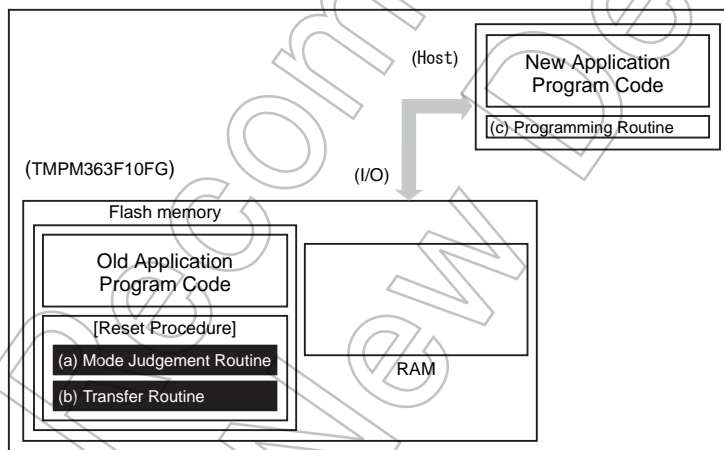 (Host)
New Application
Program Code
(c) Programming Routine
(TMPM363F10FG)
(I/O)
Flash memory
Old Application
Program Code
[Reset Procedure]
(a) Mode Judgement Routine
(b) Transfer Routine
RAM